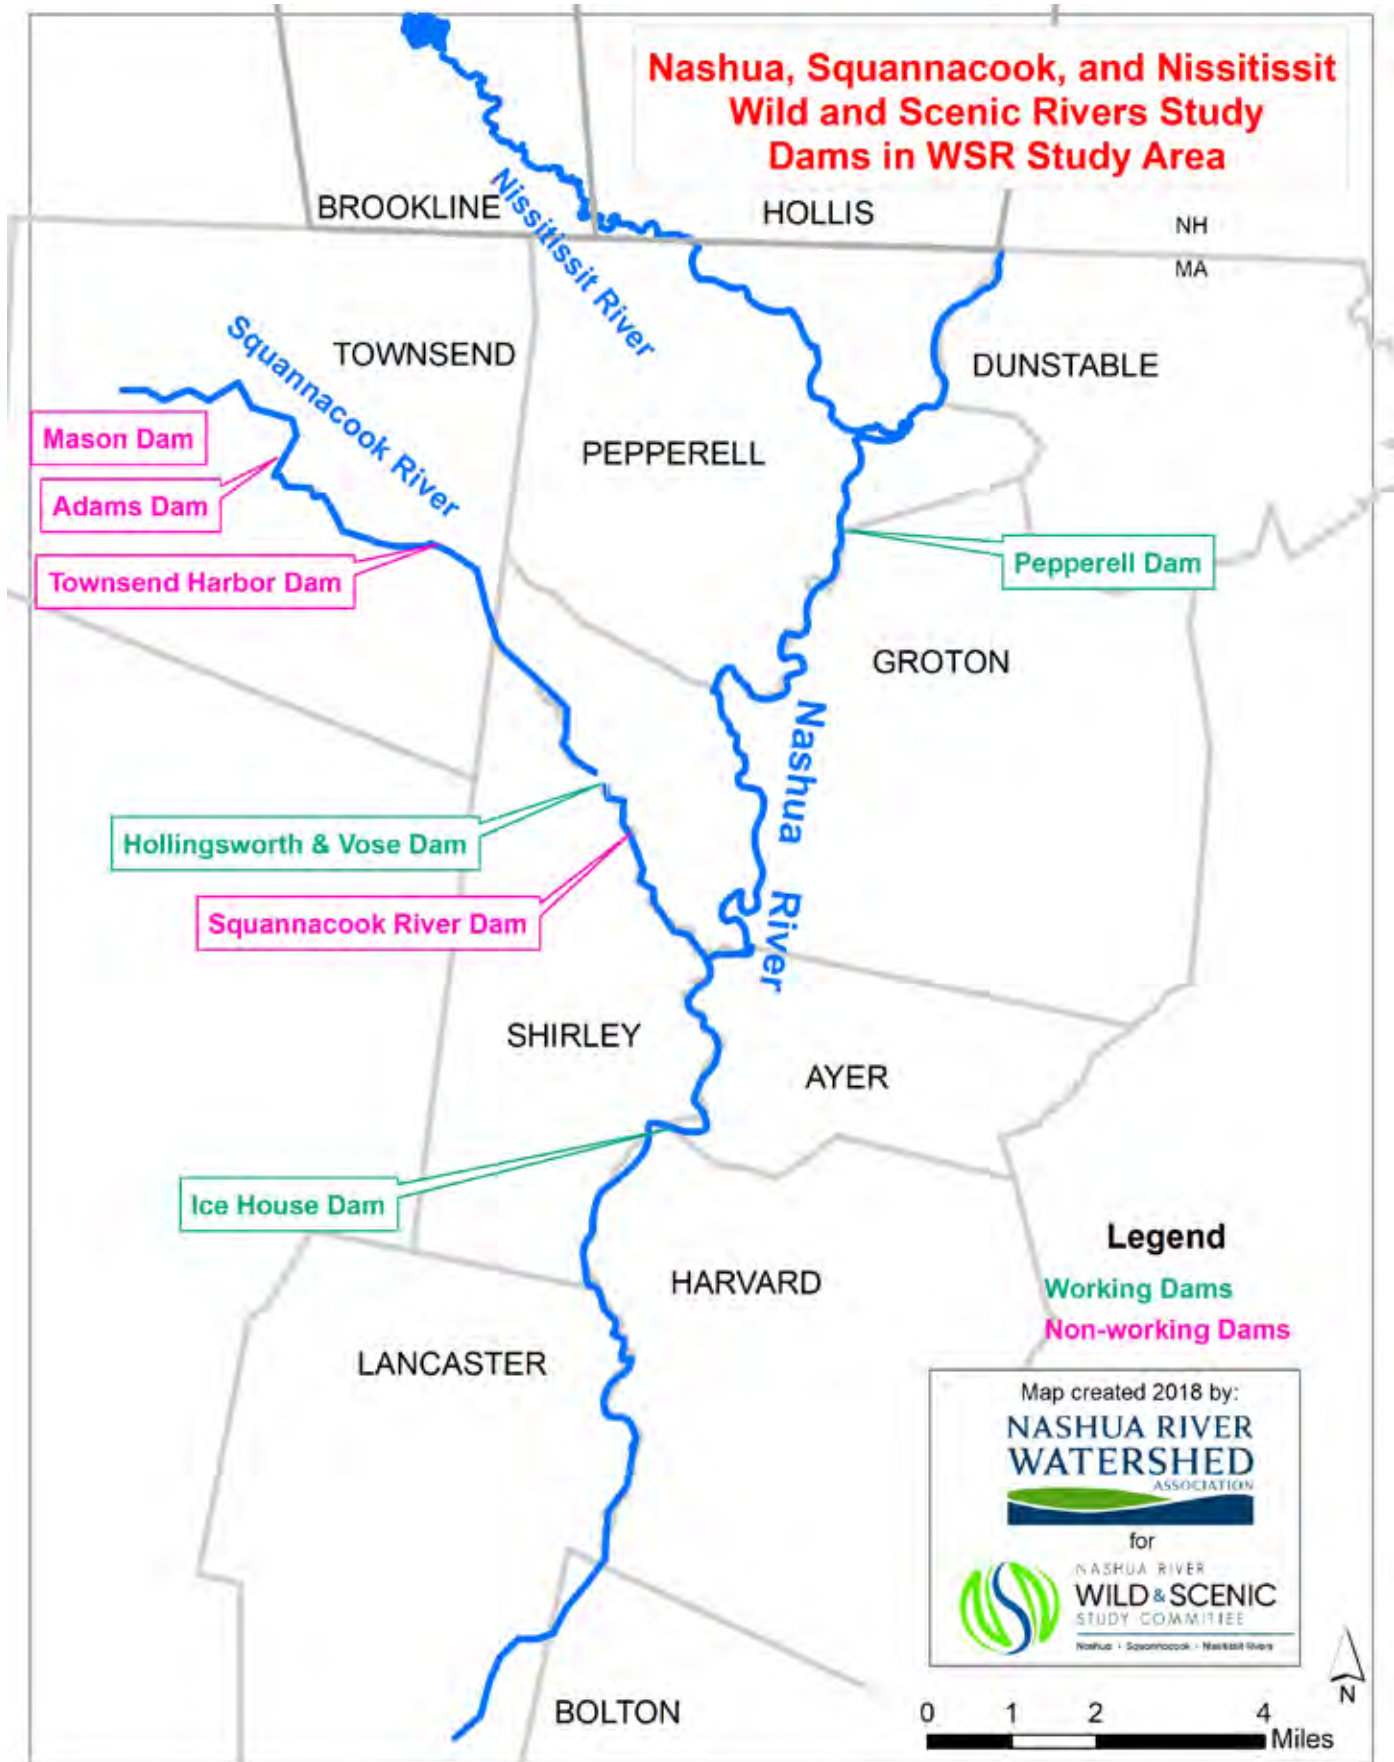 Nashua, Squannacook, and Nissitissit
Wild and Scenic Rivers Study
Dams in WSR Study Area
BROOKLINE
HOLLIS
NH
MA
Nissitissit River
Squannacook River
TOWNSEND
DUNSTABLE
PEPPERELL
Mason Dam
Adams Dam
Townsend Harbor Dam
Pepperell Dam
GROTON
Nashua River
Hollingsworth & Vose Dam
Squannacook River Dam
SHIRLEY
AYER
Ice House Dam
HARVARD
LANCASTER
BOLTON
Legend
Working Dams
Non-working Dams
Map created 2018 by:
NASHUA RIVER
WATERSHED
ASSOCIATION
for
NASHUA RIVER
WILD & SCENIC
STUDY COMMITTEE
Nashua • Squannacook • Nissitissit Rivers
N
0 1 2 4
Miles